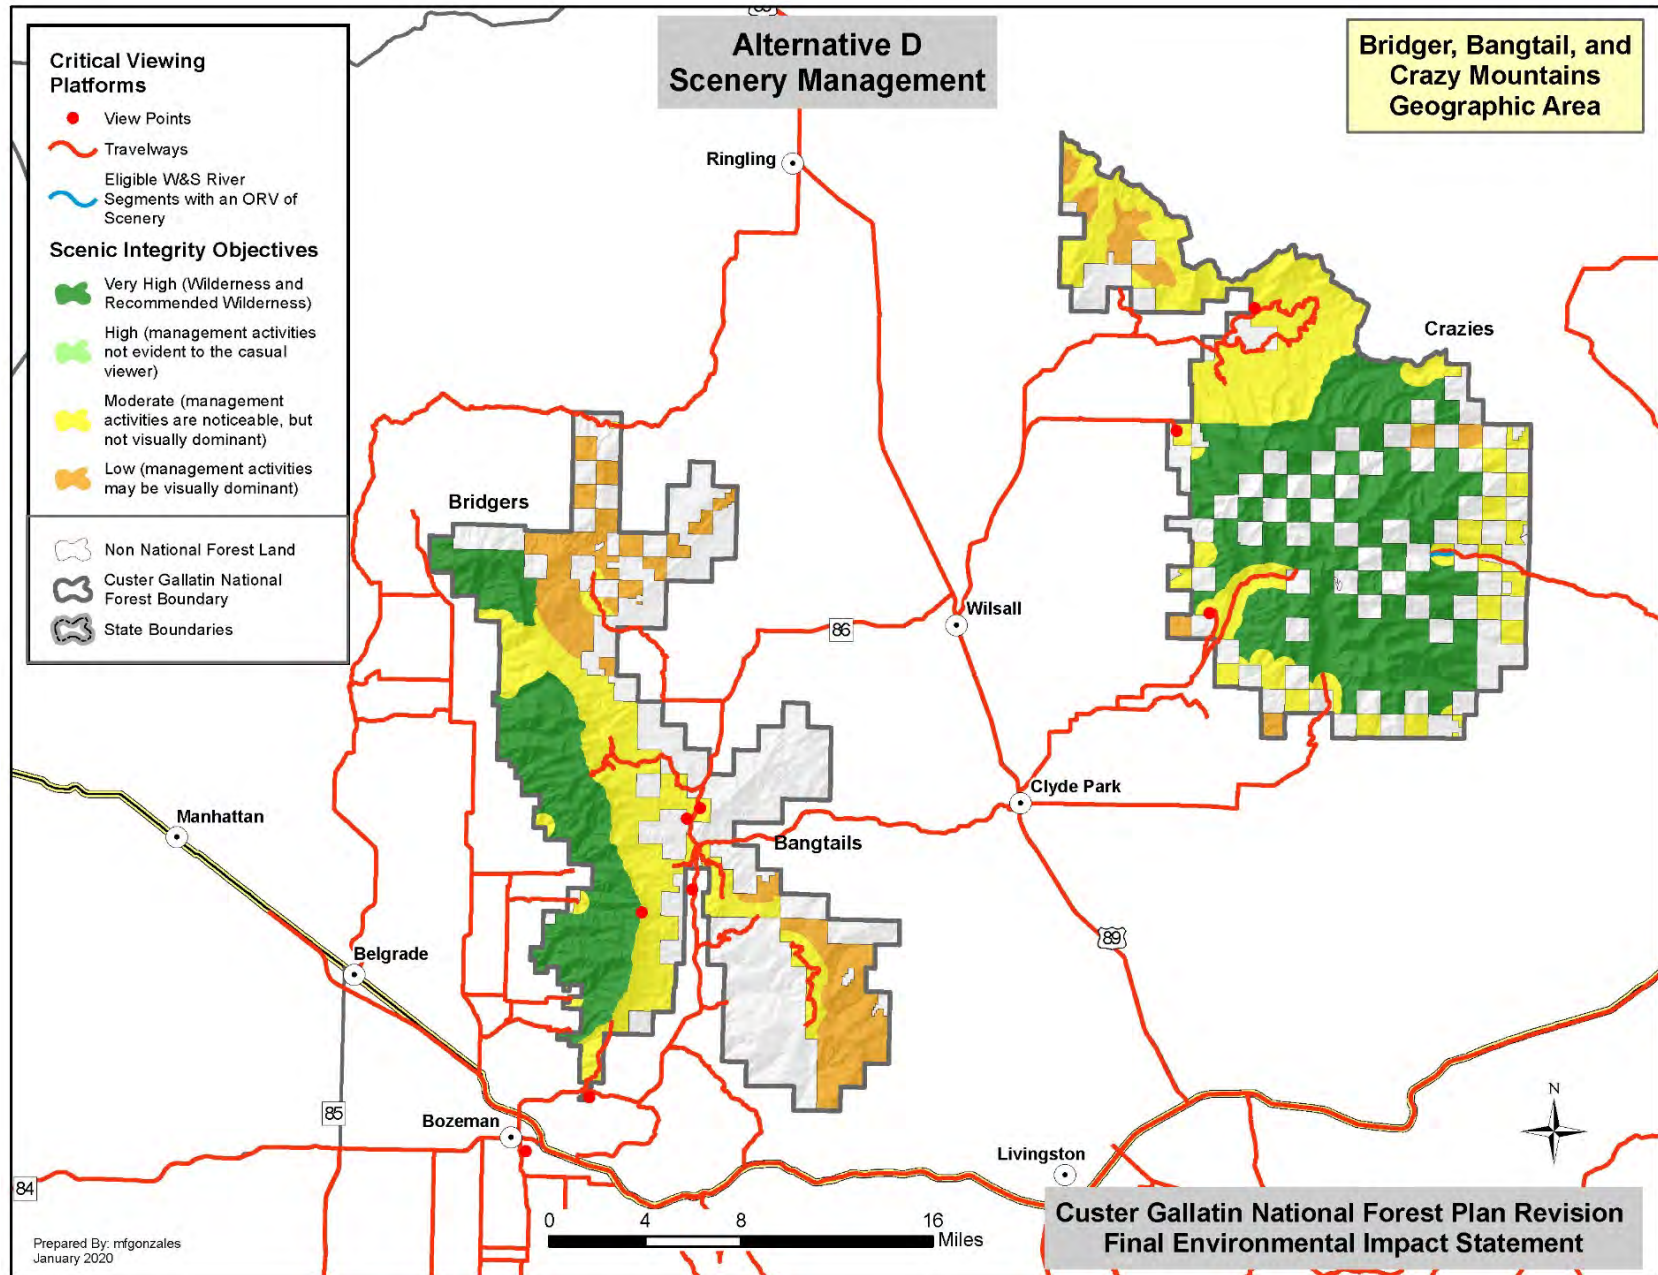 Alternative D
Scenery Management
Bridger, Bangtail, and
Crazy Mountains
Geographic Area
Critical Viewing
Platforms
View Points
Travelways
Eligible W&S River
Segments with an ORV of
Scenery
Scenic Integrity Objectives
Very High (Wilderness and
Recommended Wilderness)
High (management activities
not evident to the casual
viewer)
Moderate (management
activities are noticeable, but
not visually dominant)
Low (management activities
may be visually dominant)
Non National Forest Land
Custer Gallatin National
Forest Boundary
State Boundaries
Ringling
Crazies
Bridgers
Wilsall
86
Clyde Park
Manhattan
Bangtails
89
Belgrade
85
Bozeman
Livingston
N
84
0 4 8 16
Miles
Custer Gallatin National Forest Plan Revision
Final Environmental Impact Statement
Prepared By: mfgonzales
January 2020